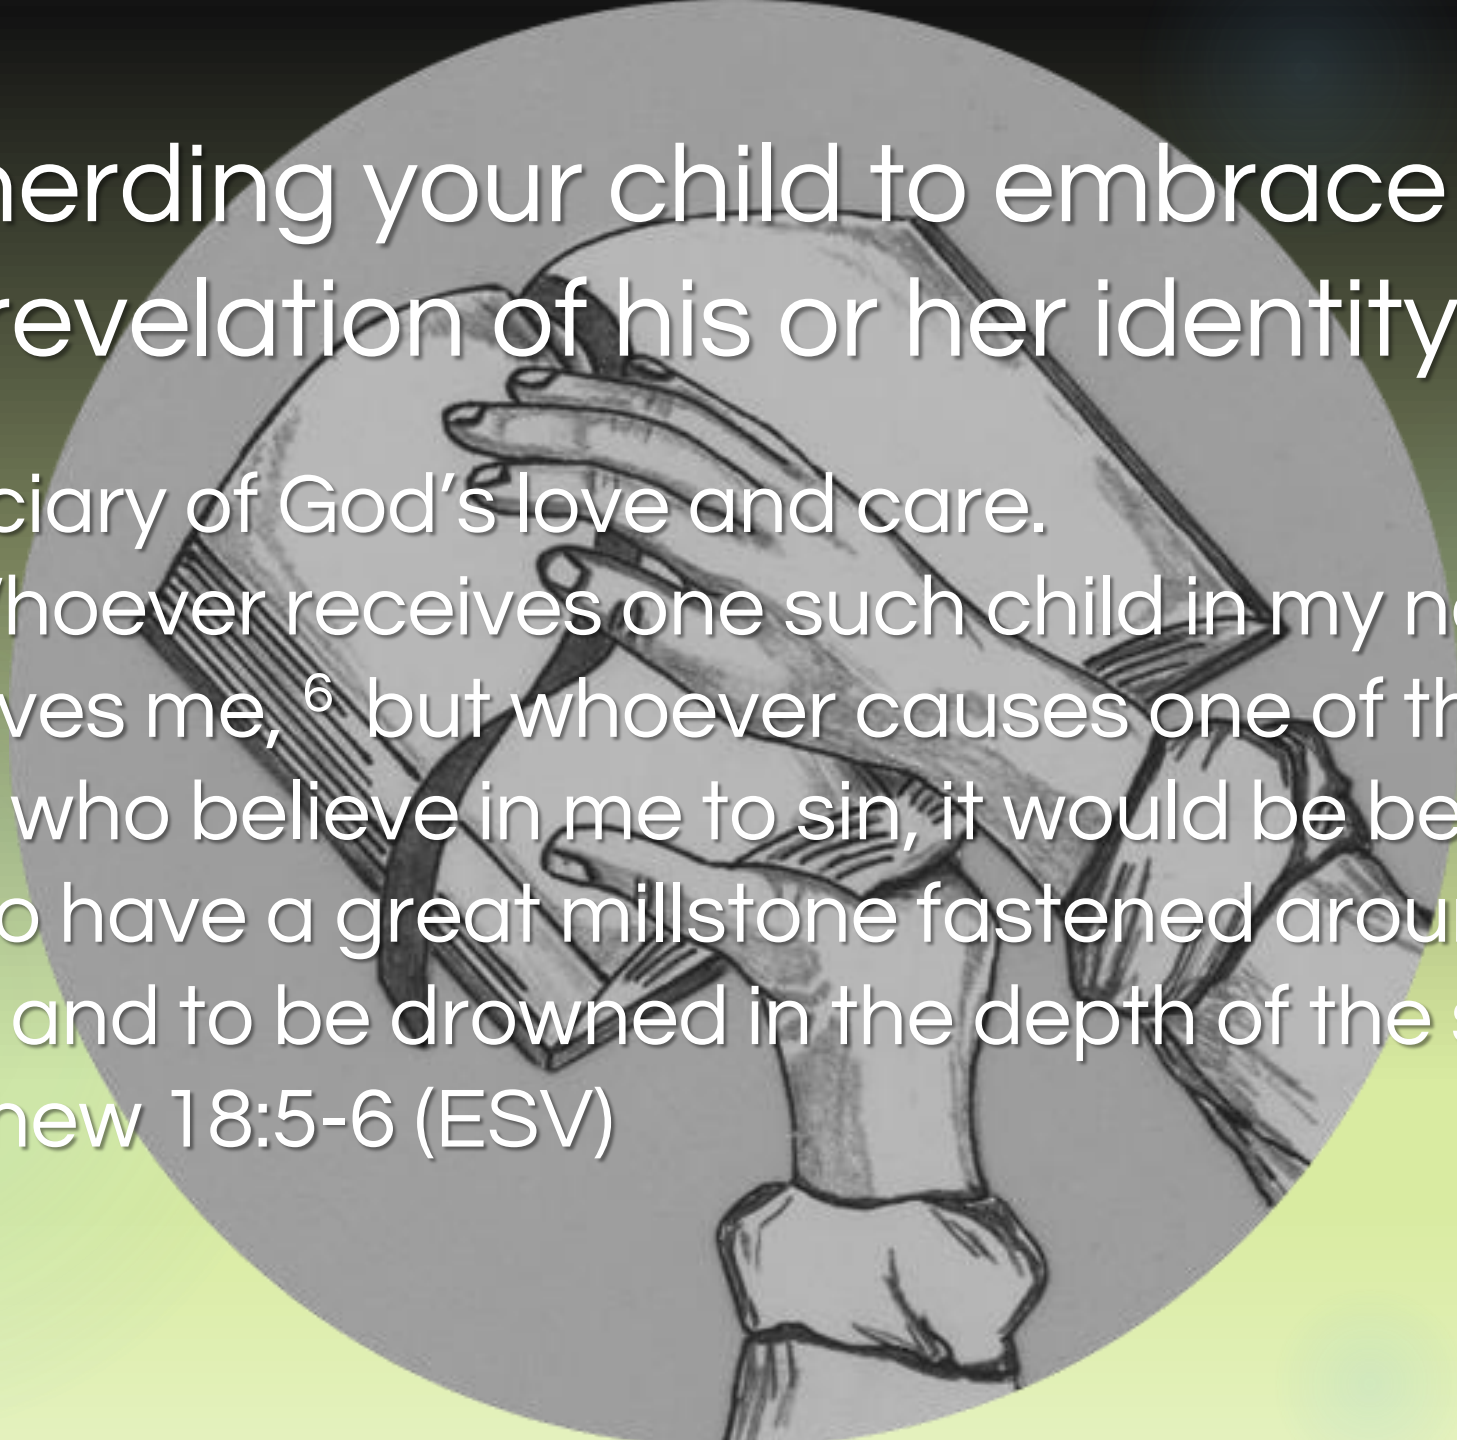 herding your child to embrace
revelation of his or her identity
ciary of God’s love and care.
hoever receives one such child in my n
ves me, 6 but whoever causes one of th
who believe in me to sin, it would be be
o have a great millstone fastened arou
and to be drowned in the depth of the s
hew 18:5-6 (ESV)